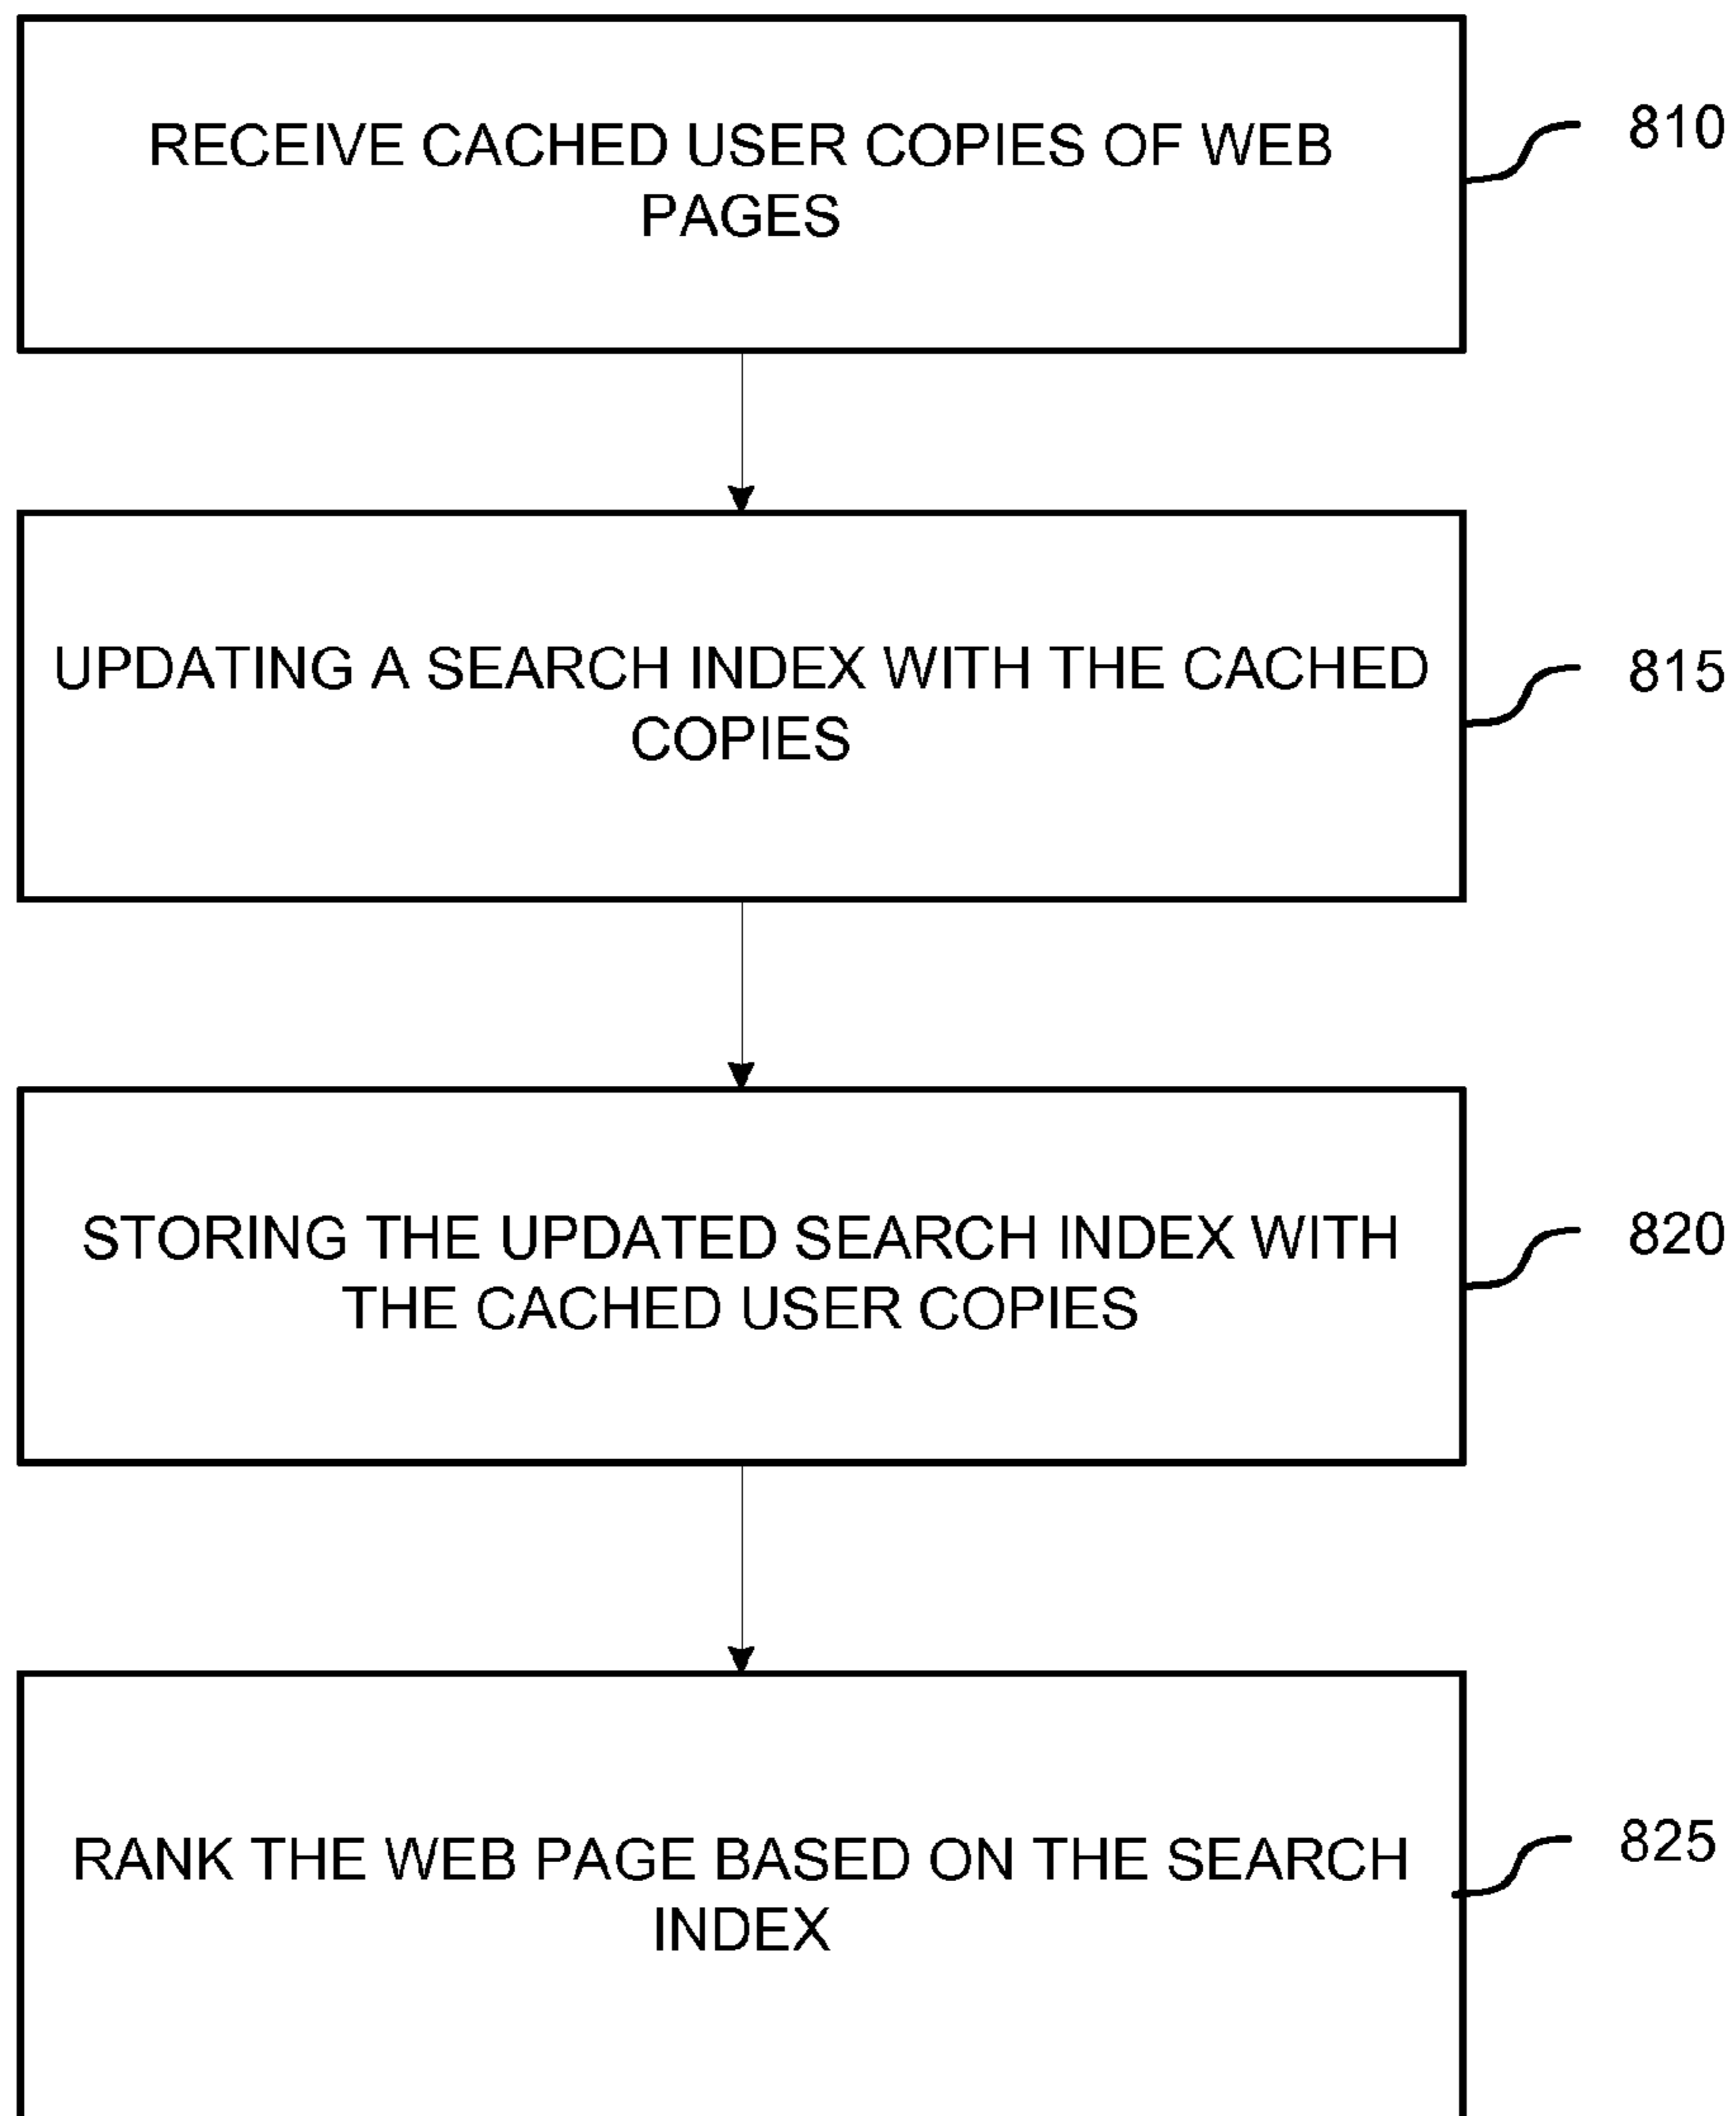 RECEIVE CACHED USER COPIES OF WEB
PAGES
810
UPDATING A SEARCH INDEX WITH THE CACHED
COPIES
815
STORING THE UPDATED SEARCH INDEX WITH
THE CACHED USER COPIES
820
RANK THE WEB PAGE BASED ON THE SEARCH
INDEX
825